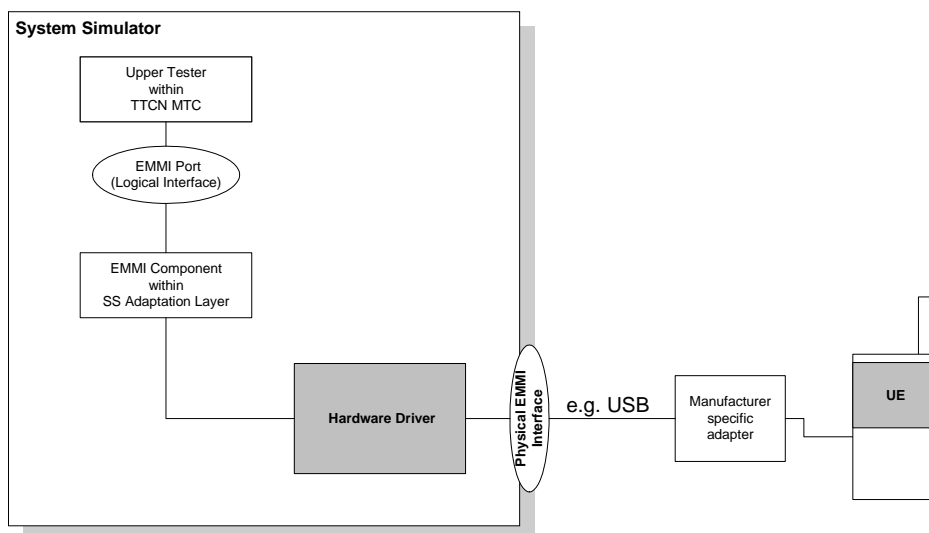 System Simulator
Upper Tester
within
TTCN MTC
EMMI Port
(Logical Interface)
EMMI Component
within
SS Adaptation Layer
Hardware Driver
Physical EMMI
Interface
e.g. USB
Manufacturer
specific
adapter
UE